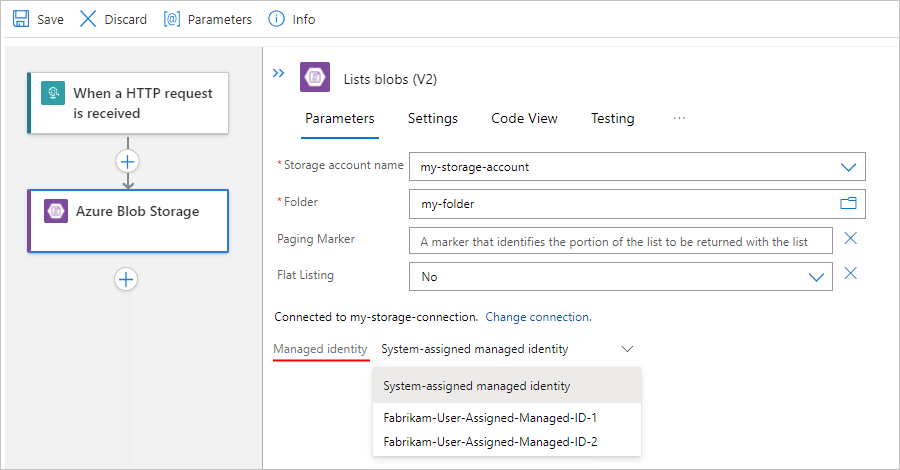 Save Discard [@] Parameters Info
When a HTTP request
is received
Azure Blob Storage
Lists blobs (V2)
Parameters Settings Code View Testing ...
* Storage account name my-storage-account
* Folder my-folder
Paging Marker A marker that identifies the portion of the list to be returned with the list
Flat Listing No
Connected to my-storage-connection. Change connection.
Managed identity System-assigned managed identity
System-assigned managed identity
Fabrikam-User-Assigned-Managed-ID-1
Fabrikam-User-Assigned-Managed-ID-2